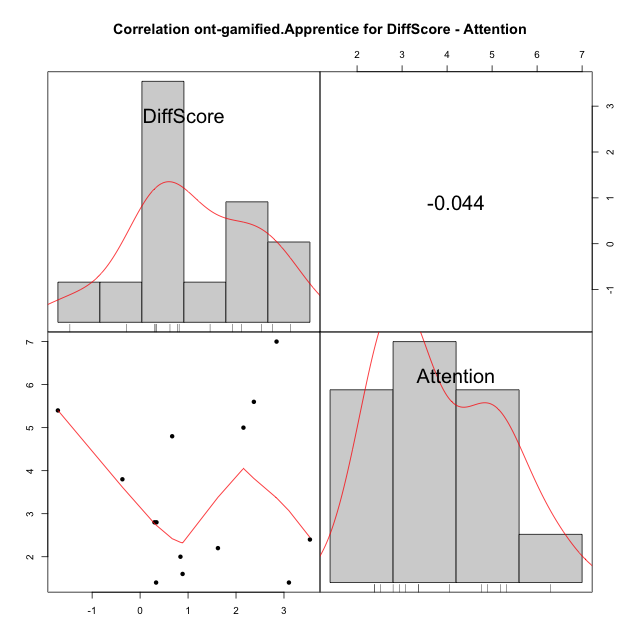 Correlation ont-gamified.Apprentice for DiffScore - Attention
2 3 4 5 6 7
DiffScore
-0.044
3
2
1
0
-1
7
6
5
4
3
2
Attention
-1 0 1 2 3